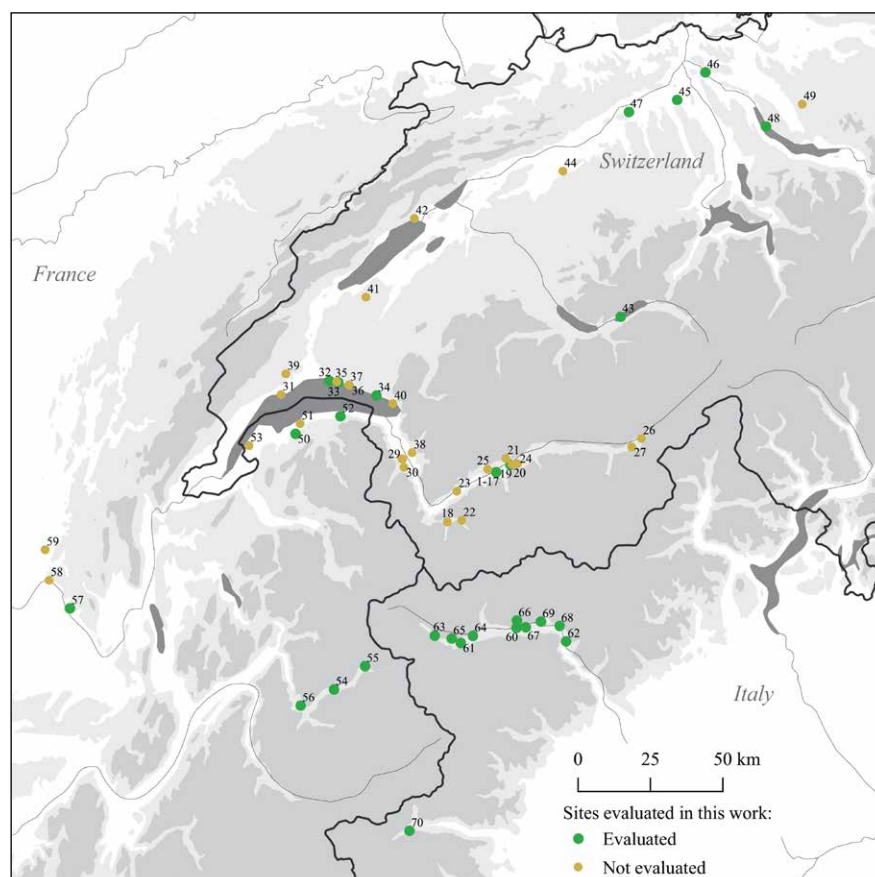 46
49
45
47
48
Switzerland
44
42
France
41
43
39
32 35 37
31 33 36 34 40
52
51
50
53
38
29
30
21 26
25 24 27
1-17 19 20
23
18 22
59
58
57
66 69 68
63 65 64 60 67 62
61
55
54
56
Italy
0 25 50 km
Sites evaluated in this work:
Evaluated
Not evaluated
70